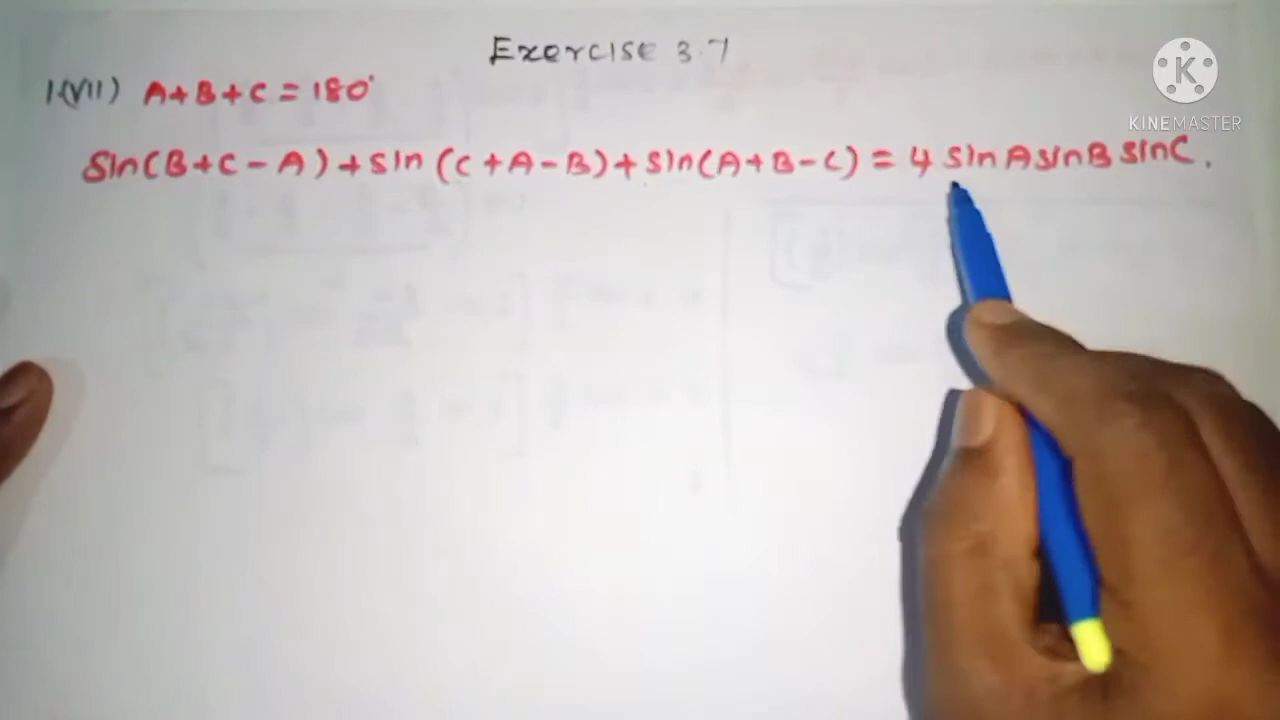 Exercise 3.7
1.(VII) A+B+C = 180°
Sin(B+C-A)+sin(C+A-B)+sin(A+B-C) = 4 sinA sinB sinC.
K
KINEMASTER